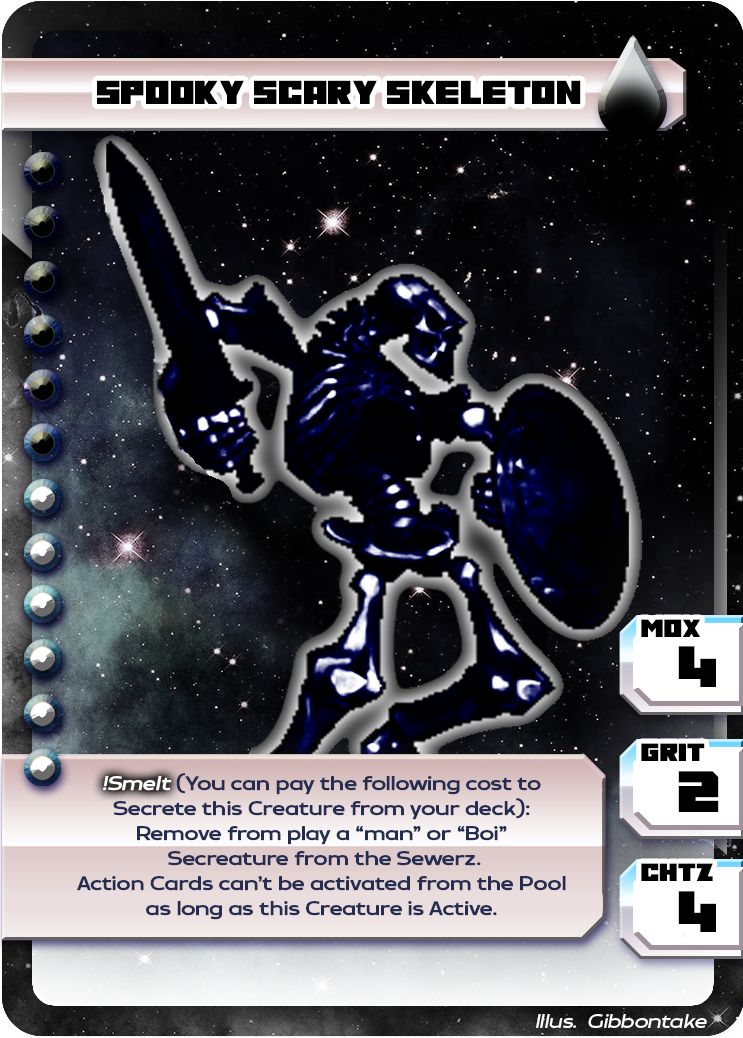 SPOOKY SCARY SKELETON
MOX
4
GRIT
2
CHTZ
4
!Smelt (You can pay the following cost to
Secrete this Creature from your deck):
Remove from play a “man” or “Boi”
Secreature from the Sewerz.
Action Cards can’t be activated from the Pool
as long as this Creature is Active.
Illus. Gibbontake